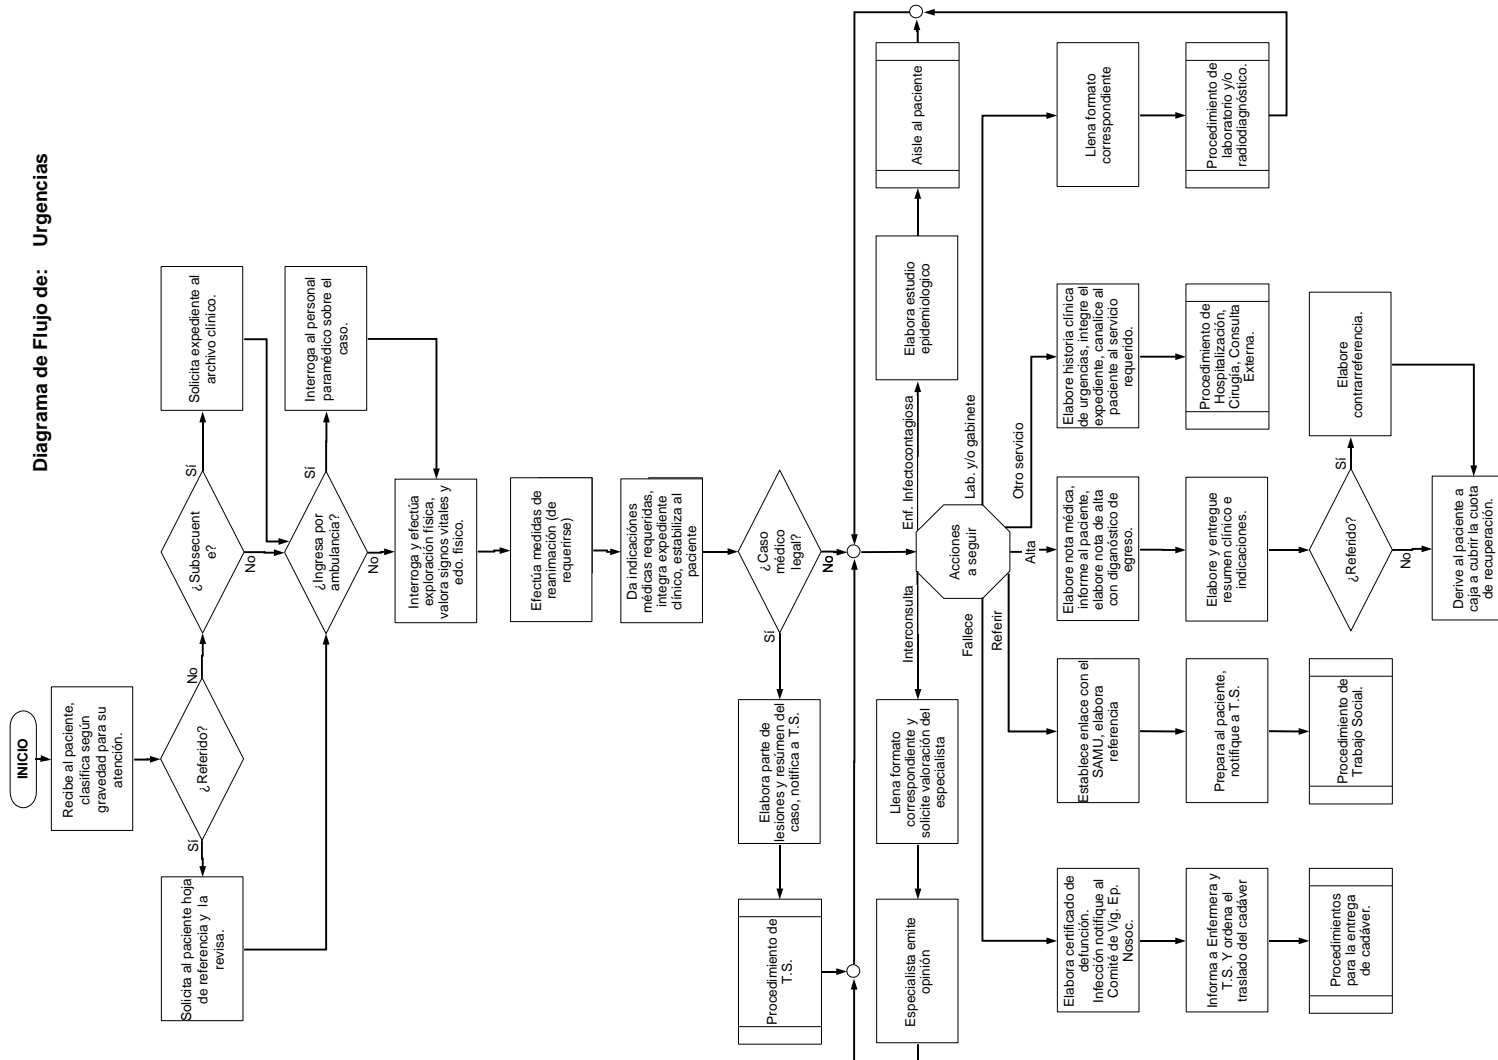 Diagrama de Flujo de: Urgencias
INICIO
Recibe al paciente,
clasifica según
gravedad para su
atención.
¿Referido?
Sí
No
Solicita al paciente hoja
de referencia y la
revisa.
¿Subsecuent
e?
Sí
No
Solicita expediente al
archivo clínico.
¿Ingresa por
ambulancia?
Sí
No
Interroga al personal
paramédico sobre el
caso.
Interroga y efectúa
exploración física,
valora signos vitales y
edo. físico.
Efectúa medidas de
reanimación (de
requerirse)
Da indicaciónes
médicas requeridas,
integra expediente
clínico, estabiliza al
paciente
¿Caso
médico
legal?
Sí
No
Elabora parte de
lesiones y resúmen del
caso, notifica a T.S.
Procedimiento de
T.S.
Acciones
a seguir
Interconsulta
Llena formato
correspondiente y
solicite valoración del
especialista
Especialista emite
opinión
Enf. Infectocontagiosa
Elabora estudio
epidemiologico
Aisle al paciente
Fallece
Elabora certificado de
defunción.
Infección notifique al
Comité de Vig. Ep.
Nosoc.
Informa a Enfermera y
T.S. Y ordena el
traslado del cadáver
Procedimientos
para la entrega
de cadáver.
Referir
Establece enlace con el
SAMU, elabora
referencia
Prepara al paciente,
notifique a T.S.
Procedimiento de
Trabajo Social.
Alta
Elabore nota médica,
informe al paciente,
elabore nota de alta
con diganóstico de
egreso.
Elabore y entregue
resumen clínico e
indicaciones.
¿Referido?
Sí
No
Elabore
contrarreferencia.
Derive al paciente a
caja a cubrir la cuota
de recuperación.
Otro servicio
Elabore historia clínica
de urgencias, integre el
expediente, canalice al
paciente al servicio
requerido.
Procedimiento de
Hospitalización,
Cirugía, Consulta
Externa.
Lab. y/o gabinete
Llena formato
correspondiente
Procedimiento de
laboratorio y/o
radiodiagnóstico.